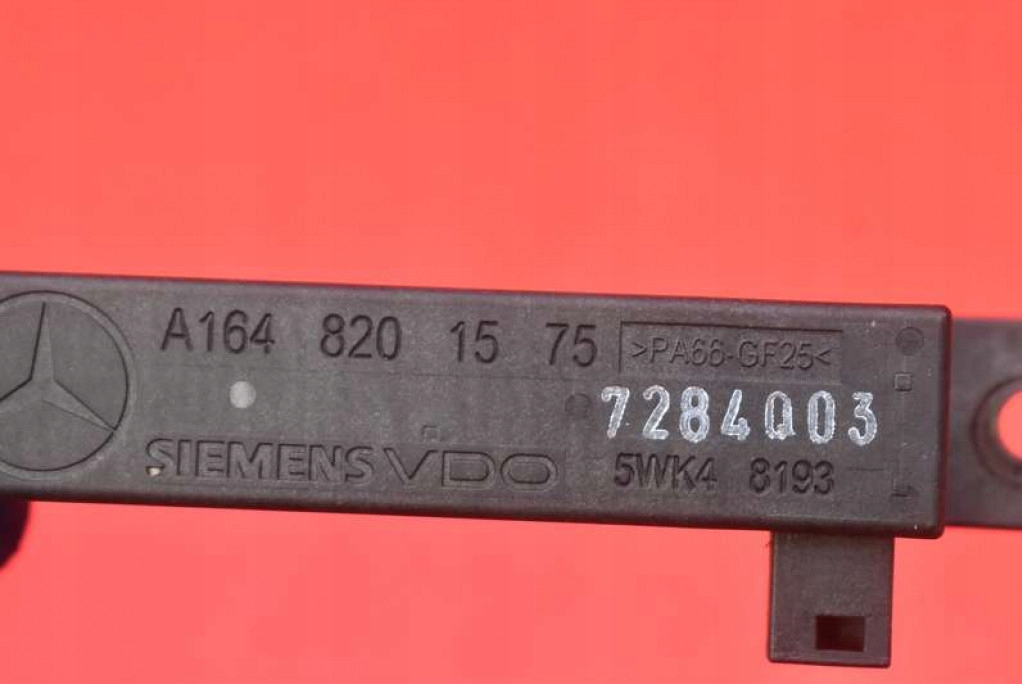 A164 820 15 75 >PA66-GF25<
7284Q03
SIEMENS VDO 5WK4 8193